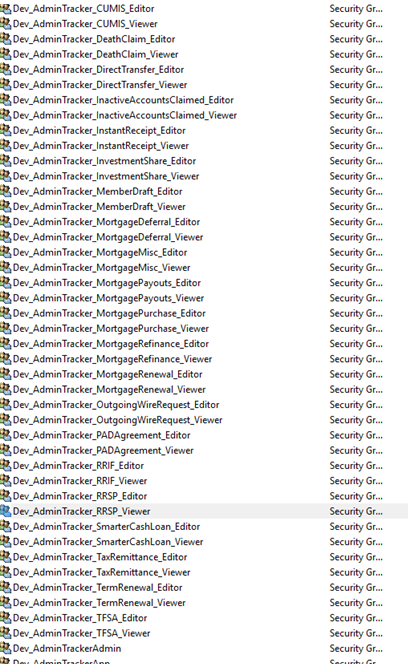 Dev_AdminTracker_CUMIS_Editor Security Gr...
Dev_AdminTracker_CUMIS_Viewer Security Gr...
Dev_AdminTracker_DeathClaim_Editor Security Gr...
Dev_AdminTracker_DeathClaim_Viewer Security Gr...
Dev_AdminTracker_DirectTransfer_Editor Security Gr...
Dev_AdminTracker_DirectTransfer_Viewer Security Gr...
Dev_AdminTracker_InactiveAccountsClaimed_Editor Security Gr...
Dev_AdminTracker_InactiveAccountsClaimed_Viewer Security Gr...
Dev_AdminTracker_InstantReceipt_Editor Security Gr...
Dev_AdminTracker_InstantReceipt_Viewer Security Gr...
Dev_AdminTracker_InvestmentShare_Editor Security Gr...
Dev_AdminTracker_InvestmentShare_Viewer Security Gr...
Dev_AdminTracker_MemberDraft_Editor Security Gr...
Dev_AdminTracker_MemberDraft_Viewer Security Gr...
Dev_AdminTracker_MortgageDeferral_Editor Security Gr...
Dev_AdminTracker_MortgageDeferral_Viewer Security Gr...
Dev_AdminTracker_MortgageMisc_Editor Security Gr...
Dev_AdminTracker_MortgageMisc_Viewer Security Gr...
Dev_AdminTracker_MortgagePayouts_Editor Security Gr...
Dev_AdminTracker_MortgagePayouts_Viewer Security Gr...
Dev_AdminTracker_MortgagePurchase_Editor Security Gr...
Dev_AdminTracker_MortgagePurchase_Viewer Security Gr...
Dev_AdminTracker_MortgageRefinance_Editor Security Gr...
Dev_AdminTracker_MortgageRefinance_Viewer Security Gr...
Dev_AdminTracker_MortgageRenewal_Editor Security Gr...
Dev_AdminTracker_MortgageRenewal_Viewer Security Gr...
Dev_AdminTracker_OutgoingWireRequest_Editor Security Gr...
Dev_AdminTracker_OutgoingWireRequest_Viewer Security Gr...
Dev_AdminTracker_PADAgreement_Editor Security Gr...
Dev_AdminTracker_PADAgreement_Viewer Security Gr...
Dev_AdminTracker_RRIF_Editor Security Gr...
Dev_AdminTracker_RRIF_Viewer Security Gr...
Dev_AdminTracker_RRSP_Editor Security Gr...
Dev_AdminTracker_RRSP_Viewer Security Gr...
Dev_AdminTracker_SmarterCashLoan_Editor Security Gr...
Dev_AdminTracker_SmarterCashLoan_Viewer Security Gr...
Dev_AdminTracker_TaxRemittance_Editor Security Gr...
Dev_AdminTracker_TaxRemittance_Viewer Security Gr...
Dev_AdminTracker_TermRenewal_Editor Security Gr...
Dev_AdminTracker_TermRenewal_Viewer Security Gr...
Dev_AdminTracker_TFSA_Editor Security Gr...
Dev_AdminTracker_TFSA_Viewer Security Gr...
Dev_AdminTrackerAdmin Security Gr...